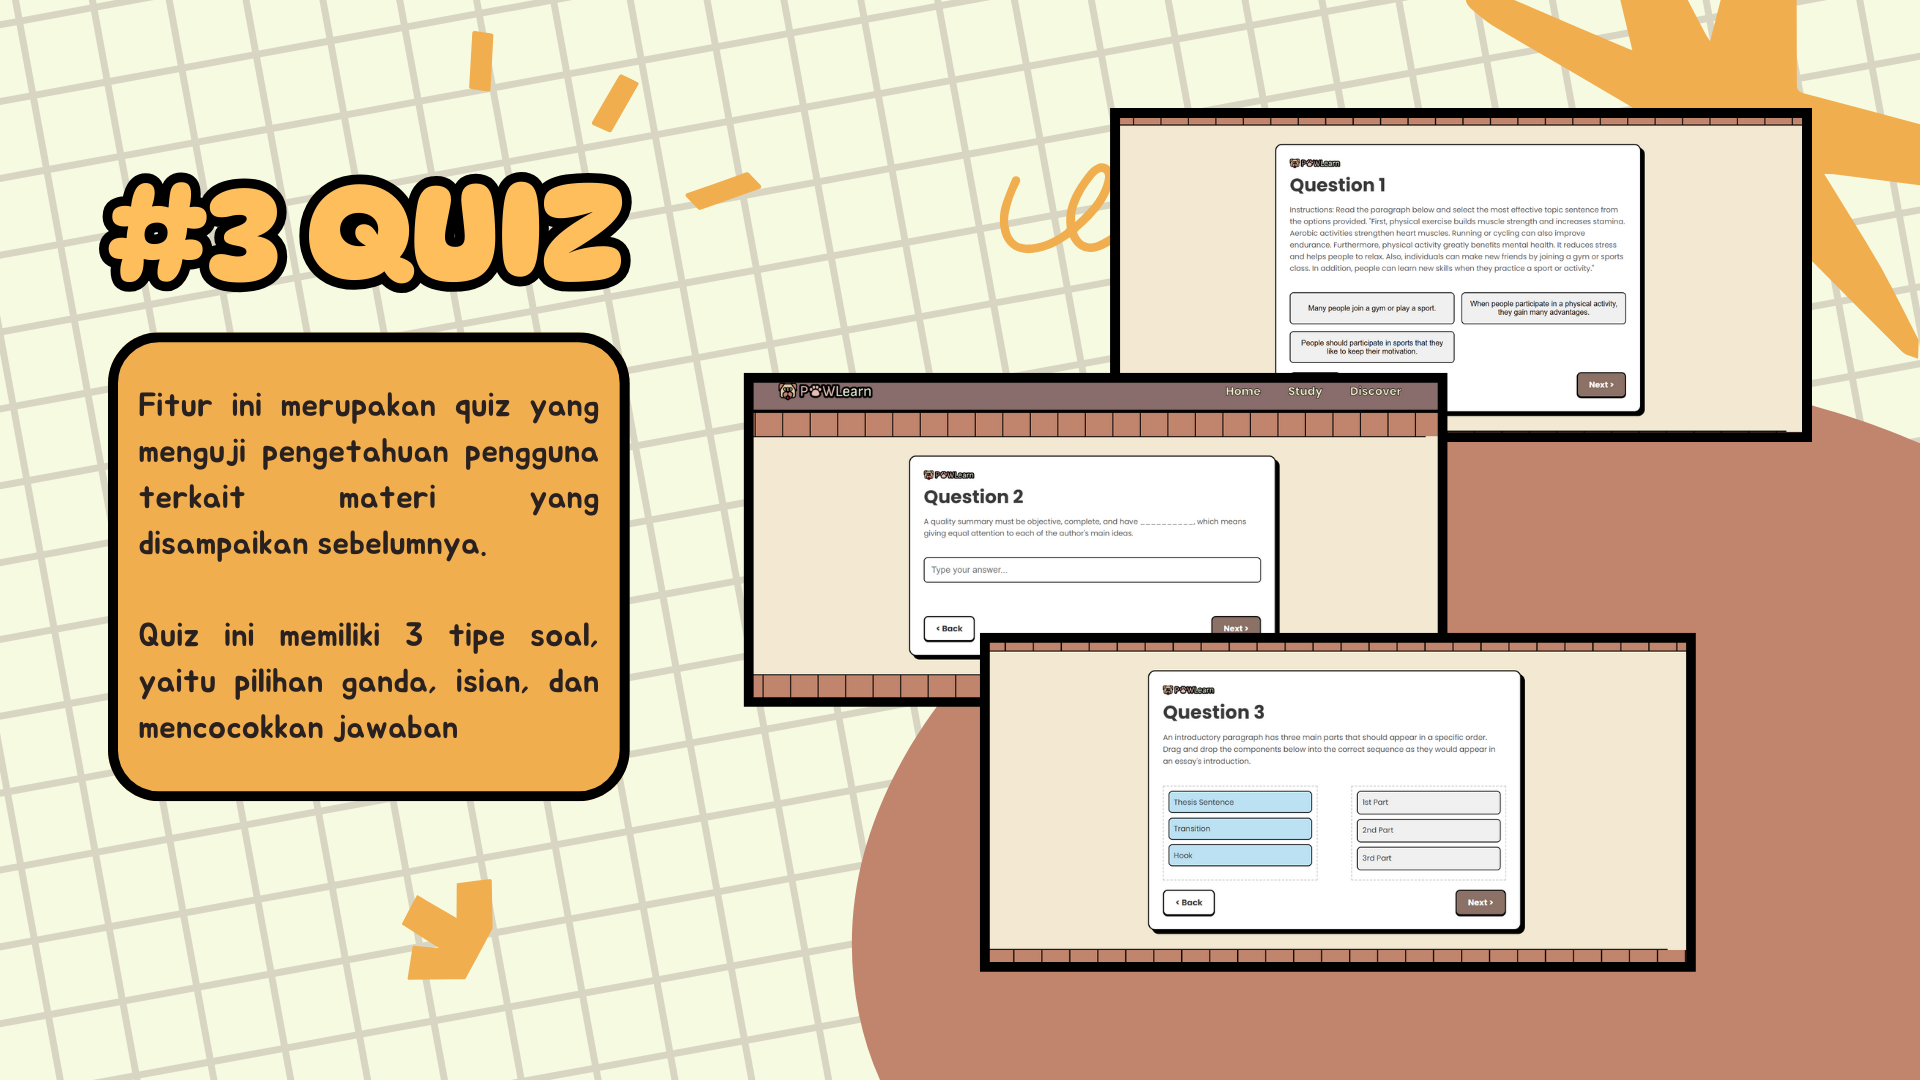 #3 QUIZ
Fitur ini merupakan quiz yang
menguji pengetahuan pengguna
terkait materi yang
disampaikan sebelumnya.
Quiz ini memiliki 3 tipe soal,
yaitu pilihan ganda, isian, dan
mencocokkan jawaban
POWLearn
Question 1
Instructions: Read the paragraph below and select the most effective topic sentence from
the options provided. "First, physical exercise builds muscle strength and increases stamina.
Aerobic activities strengthen heart muscles. Running or cycling can also improve
endurance. Furthermore, physical activity greatly benefits mental health. It reduces stress
and helps people to relax. Also, individuals can make new friends by joining a gym or sports
class. In addition, people can learn new skills when they practice a sport or activity."
Many people join a gym or play a sport.
When people participate in a physical activity,
they gain many advantages.
People should participate in sports that they
like to keep their motivation.
Next >
POWLearn
Home Study Discover
POWLearn
Question 2
A quality summary must be objective, complete, and have __________, which means
giving equal attention to each of the author's main ideas.
Type your answer...
< Back
Next >
POWLearn
Question 3
An introductory paragraph has three main parts that should appear in a specific order.
Drag and drop the components below into the correct sequence as they would appear in
an essay's introduction.
Thesis Sentence
Transition
Hook
1st Part
2nd Part
3rd Part
< Back
Next >